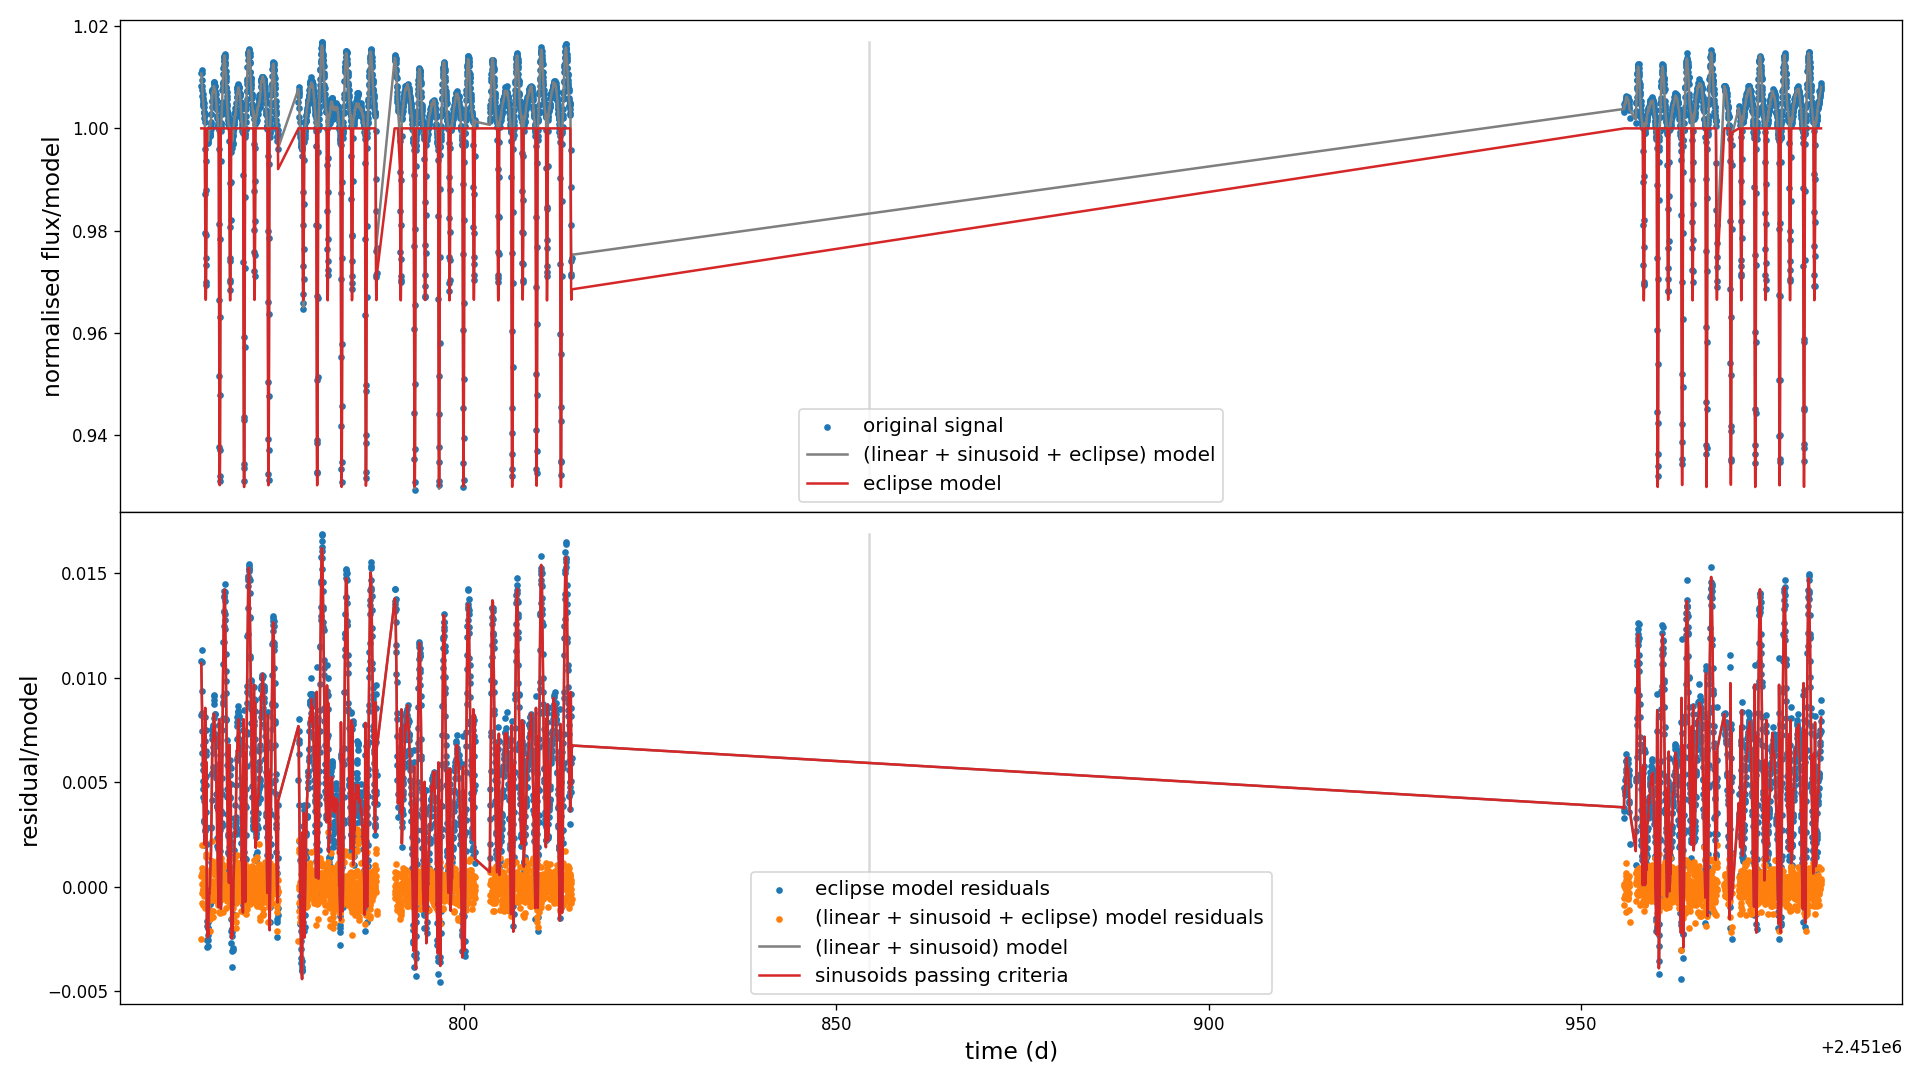 1.02
1.00
0.98
0.96
0.94
normalised flux/model
original signal
(linear + sinusoid + eclipse) model
eclipse model
0.015
0.010
0.005
0.000
−0.005
residual/model
eclipse model residuals
(linear + sinusoid + eclipse) model residuals
(linear + sinusoid) model
sinusoids passing criteria
800
850
900
950
time (d)
+2.451e6